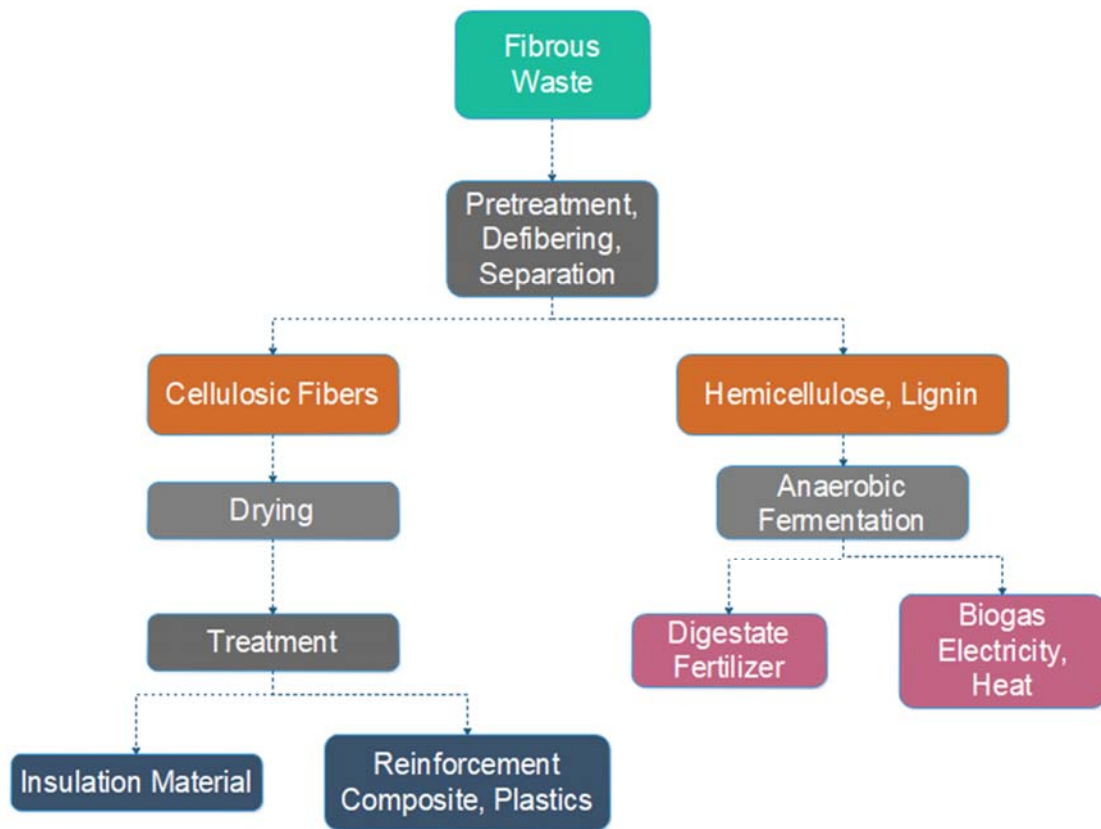 Fibrous
Waste
Pretreatment,
Defibering,
Separation
Cellulosic Fibers
Hemicellulose, Lignin
Drying
Anaerobic
Fermentation
Treatment
Digestate
Fertilizer
Biogas
Electricity,
Heat
Insulation Material
Reinforcement
Composite, Plastics